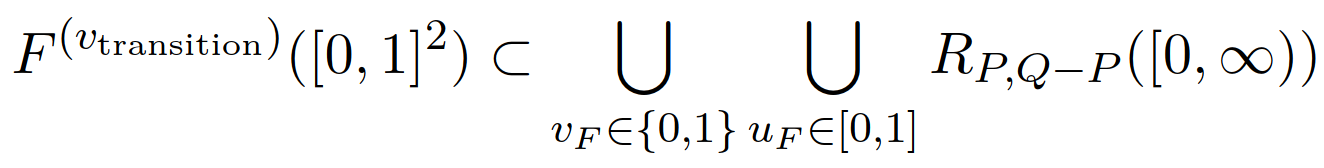 F^{(v_{\text{transition}})}([0, 1]^2) \subset \bigcup_{v_F \in \{0,1\}} \bigcup_{u_F \in [0,1]} R_{P,Q-P}([0, \infty))